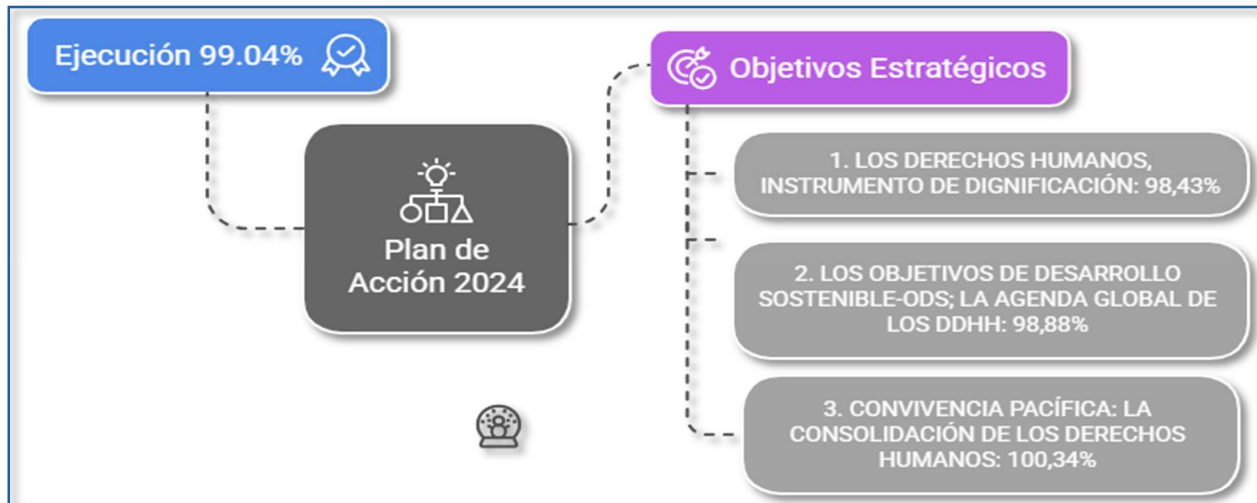 Ejecución 99.04%
Objetivos Estratégicos
Plan de
Acción 2024
1. LOS DERECHOS HUMANOS,
INSTRUMENTO DE DIGNIFICACIÓN: 98,43%
2. LOS OBJETIVOS DE DESARROLLO
SOSTENIBLE-ODS; LA AGENDA GLOBAL DE
LOS DDHH: 98,88%
3. CONVIVENCIA PACÍFICA: LA
CONSOLIDACIÓN DE LOS DERECHOS
HUMANOS: 100,34%